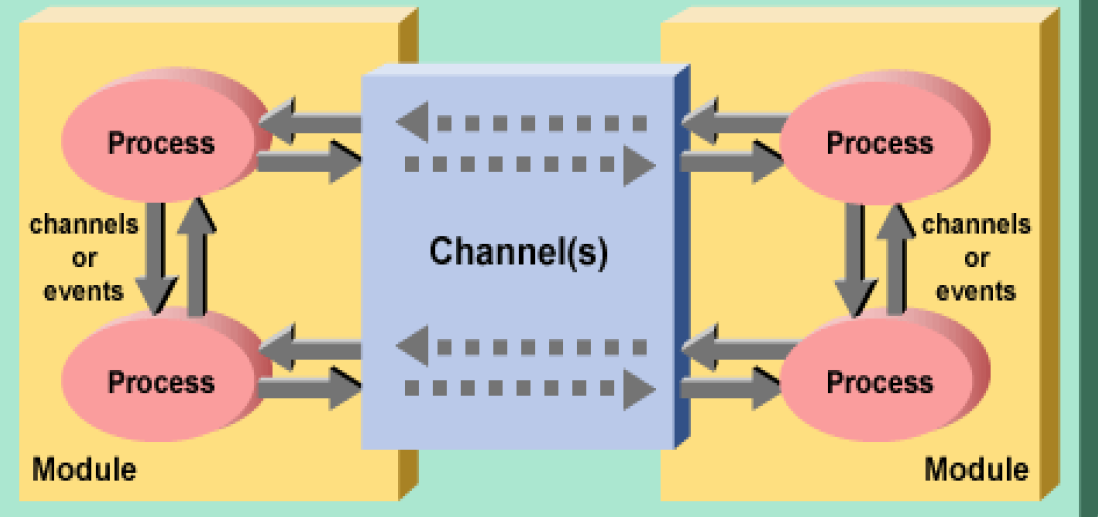 Process
Process
channels
or
events
Channel(s)
channels
or
events
Process
Process
Module
Module